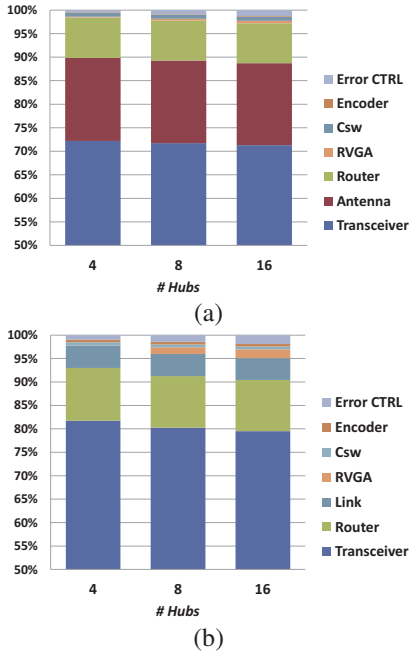 100%
95%
90%
85%
80%
75%
70%
65%
60%
55%
50%
4 8 16
# Hubs
Error CTRL
Encoder
Csw
RVGA
Router
Antenna
Transceiver
(a)
100%
95%
90%
85%
80%
75%
70%
65%
60%
55%
50%
4 8 16
# Hubs
Error CTRL
Encoder
Csw
RVGA
Link
Router
Transceiver
(b)